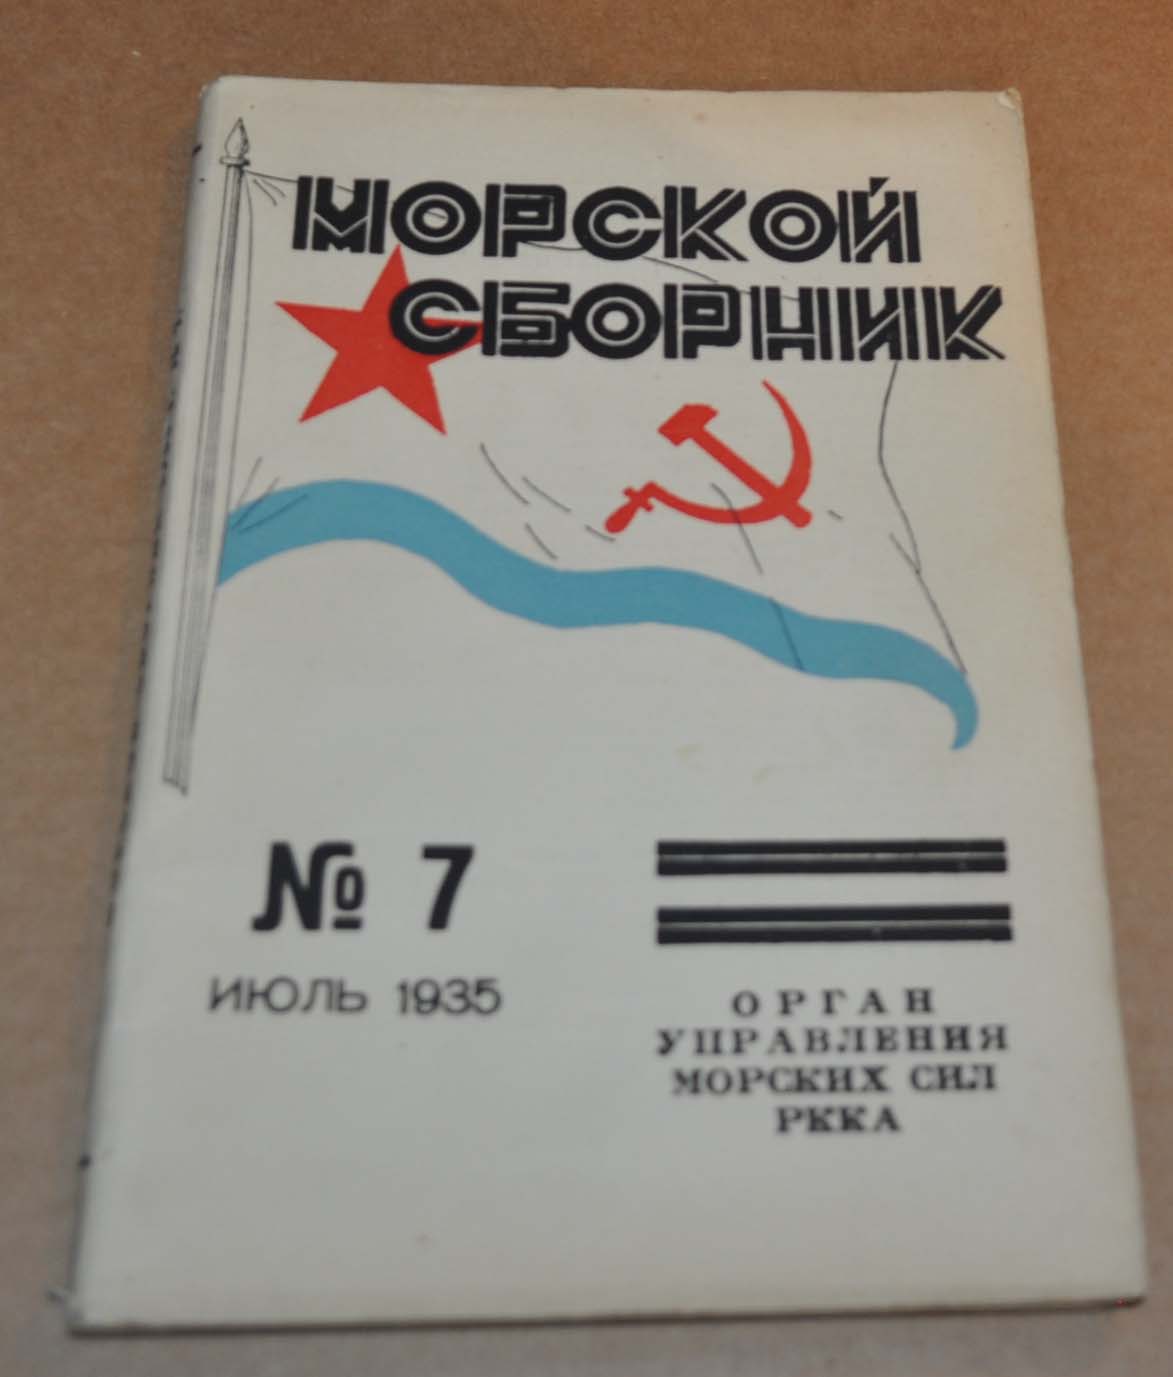 МОРСКОЙ
СБОРНИК
№ 7
ИЮЛЬ 1935
ОРГАН
УПРАВЛЕНИЯ
МОРСКИХ СИЛ
РККА